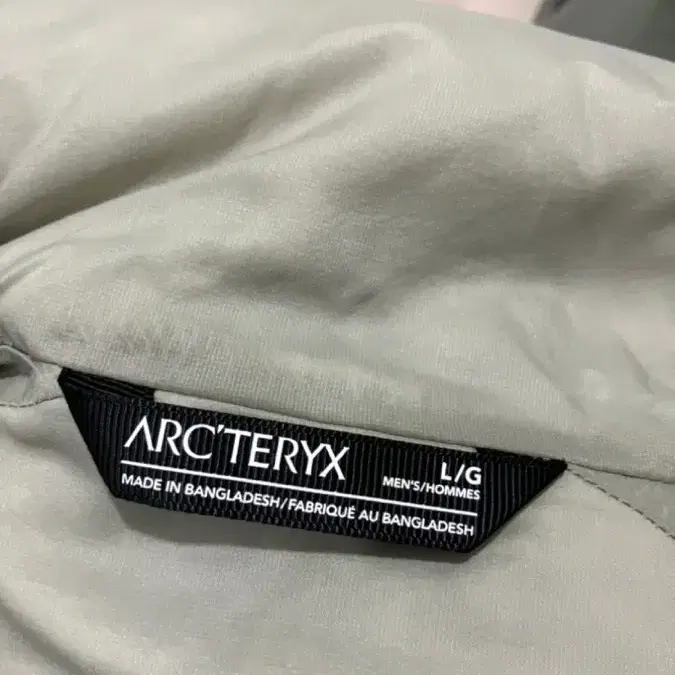 ARC'TERYX
L/G
MEN'S/HOMMES
MADE IN BANGLADESH/FABRIQUÉ AU BANGLADESH